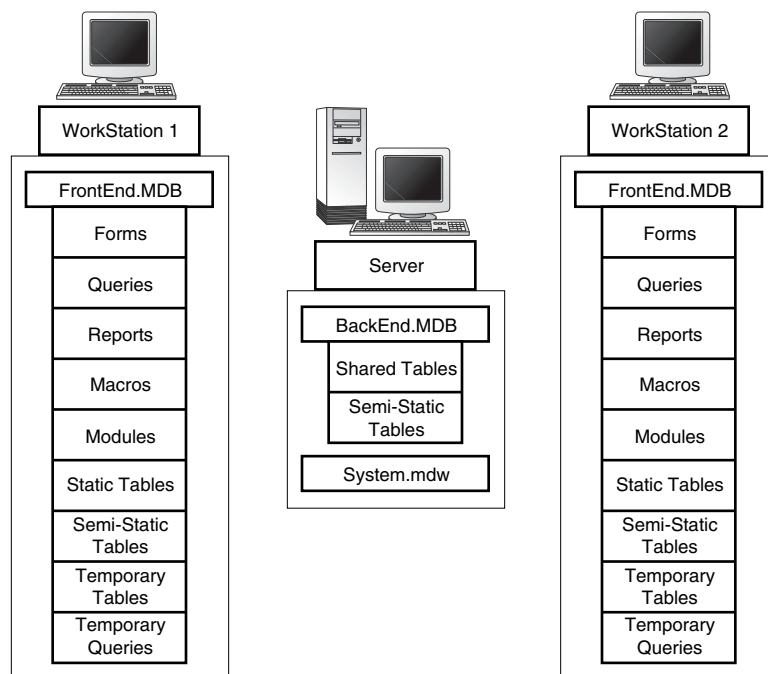 WorkStation 1
FrontEnd.MDB
Forms
Queries
Reports
Macros
Modules
Static Tables
Semi-Static
Tables
Temporary
Tables
Temporary
Queries
Server
BackEnd.MDB
Shared Tables
Semi-Static
Tables
System.mdw
WorkStation 2
FrontEnd.MDB
Forms
Queries
Reports
Macros
Modules
Static Tables
Semi-Static
Tables
Temporary
Tables
Temporary
Queries